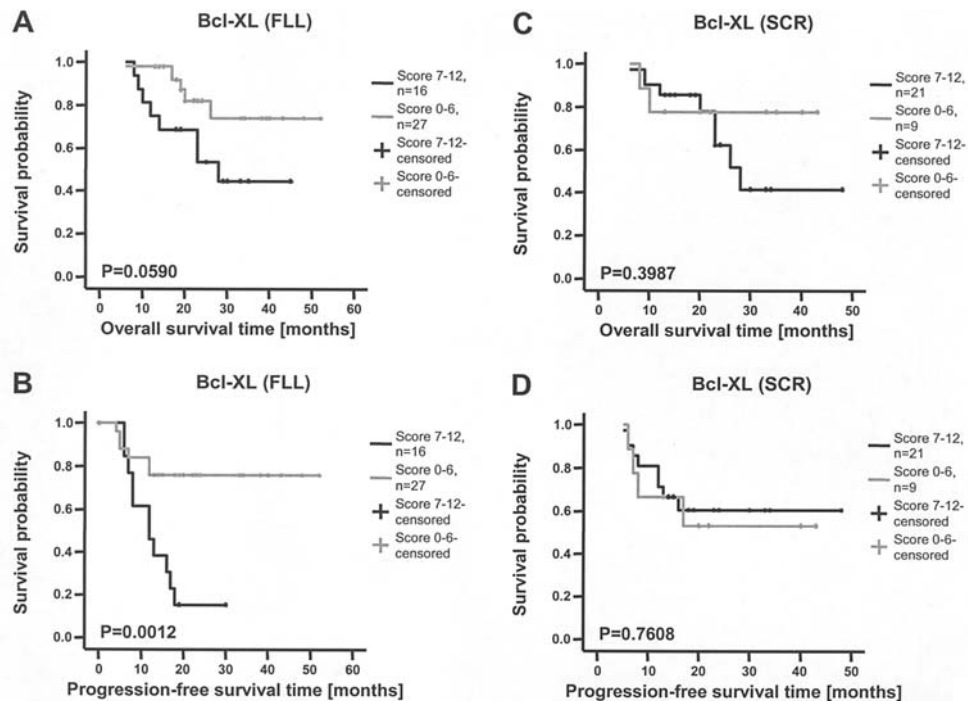 A
Bcl-XL (FLL)
Survival probability
1.0
0.8
0.6
0.4
0.2
0.0
P=0.0590
0 10 20 30 40 50 60
Overall survival time [months]
Score 7-12,
n=16
Score 0-6,
n=27
Score 7-12-
censored
Score 0-6-
censored
C
Bcl-XL (SCR)
Survival probability
1.0
0.8
0.6
0.4
0.2
0.0
P=0.3987
0 10 20 30 40 50
Overall survival time [months]
Score 7-12,
n=21
Score 0-6,
n=9
Score 7-12-
censored
Score 0-6-
censored
B
Bcl-XL (FLL)
Survival probability
1.0
0.8
0.6
0.4
0.2
0.0
P=0.0012
0 10 20 30 40 50 60
Progression-free survival time [months]
Score 7-12,
n=16
Score 0-6,
n=27
Score 7-12-
censored
Score 0-6-
censored
D
Bcl-XL (SCR)
Survival probability
1.0
0.8
0.6
0.4
0.2
0.0
P=0.7608
0 10 20 30 40 50
Progression-free survival time [months]
Score 7-12,
n=21
Score 0-6,
n=9
Score 7-12-
censored
Score 0-6-
censored